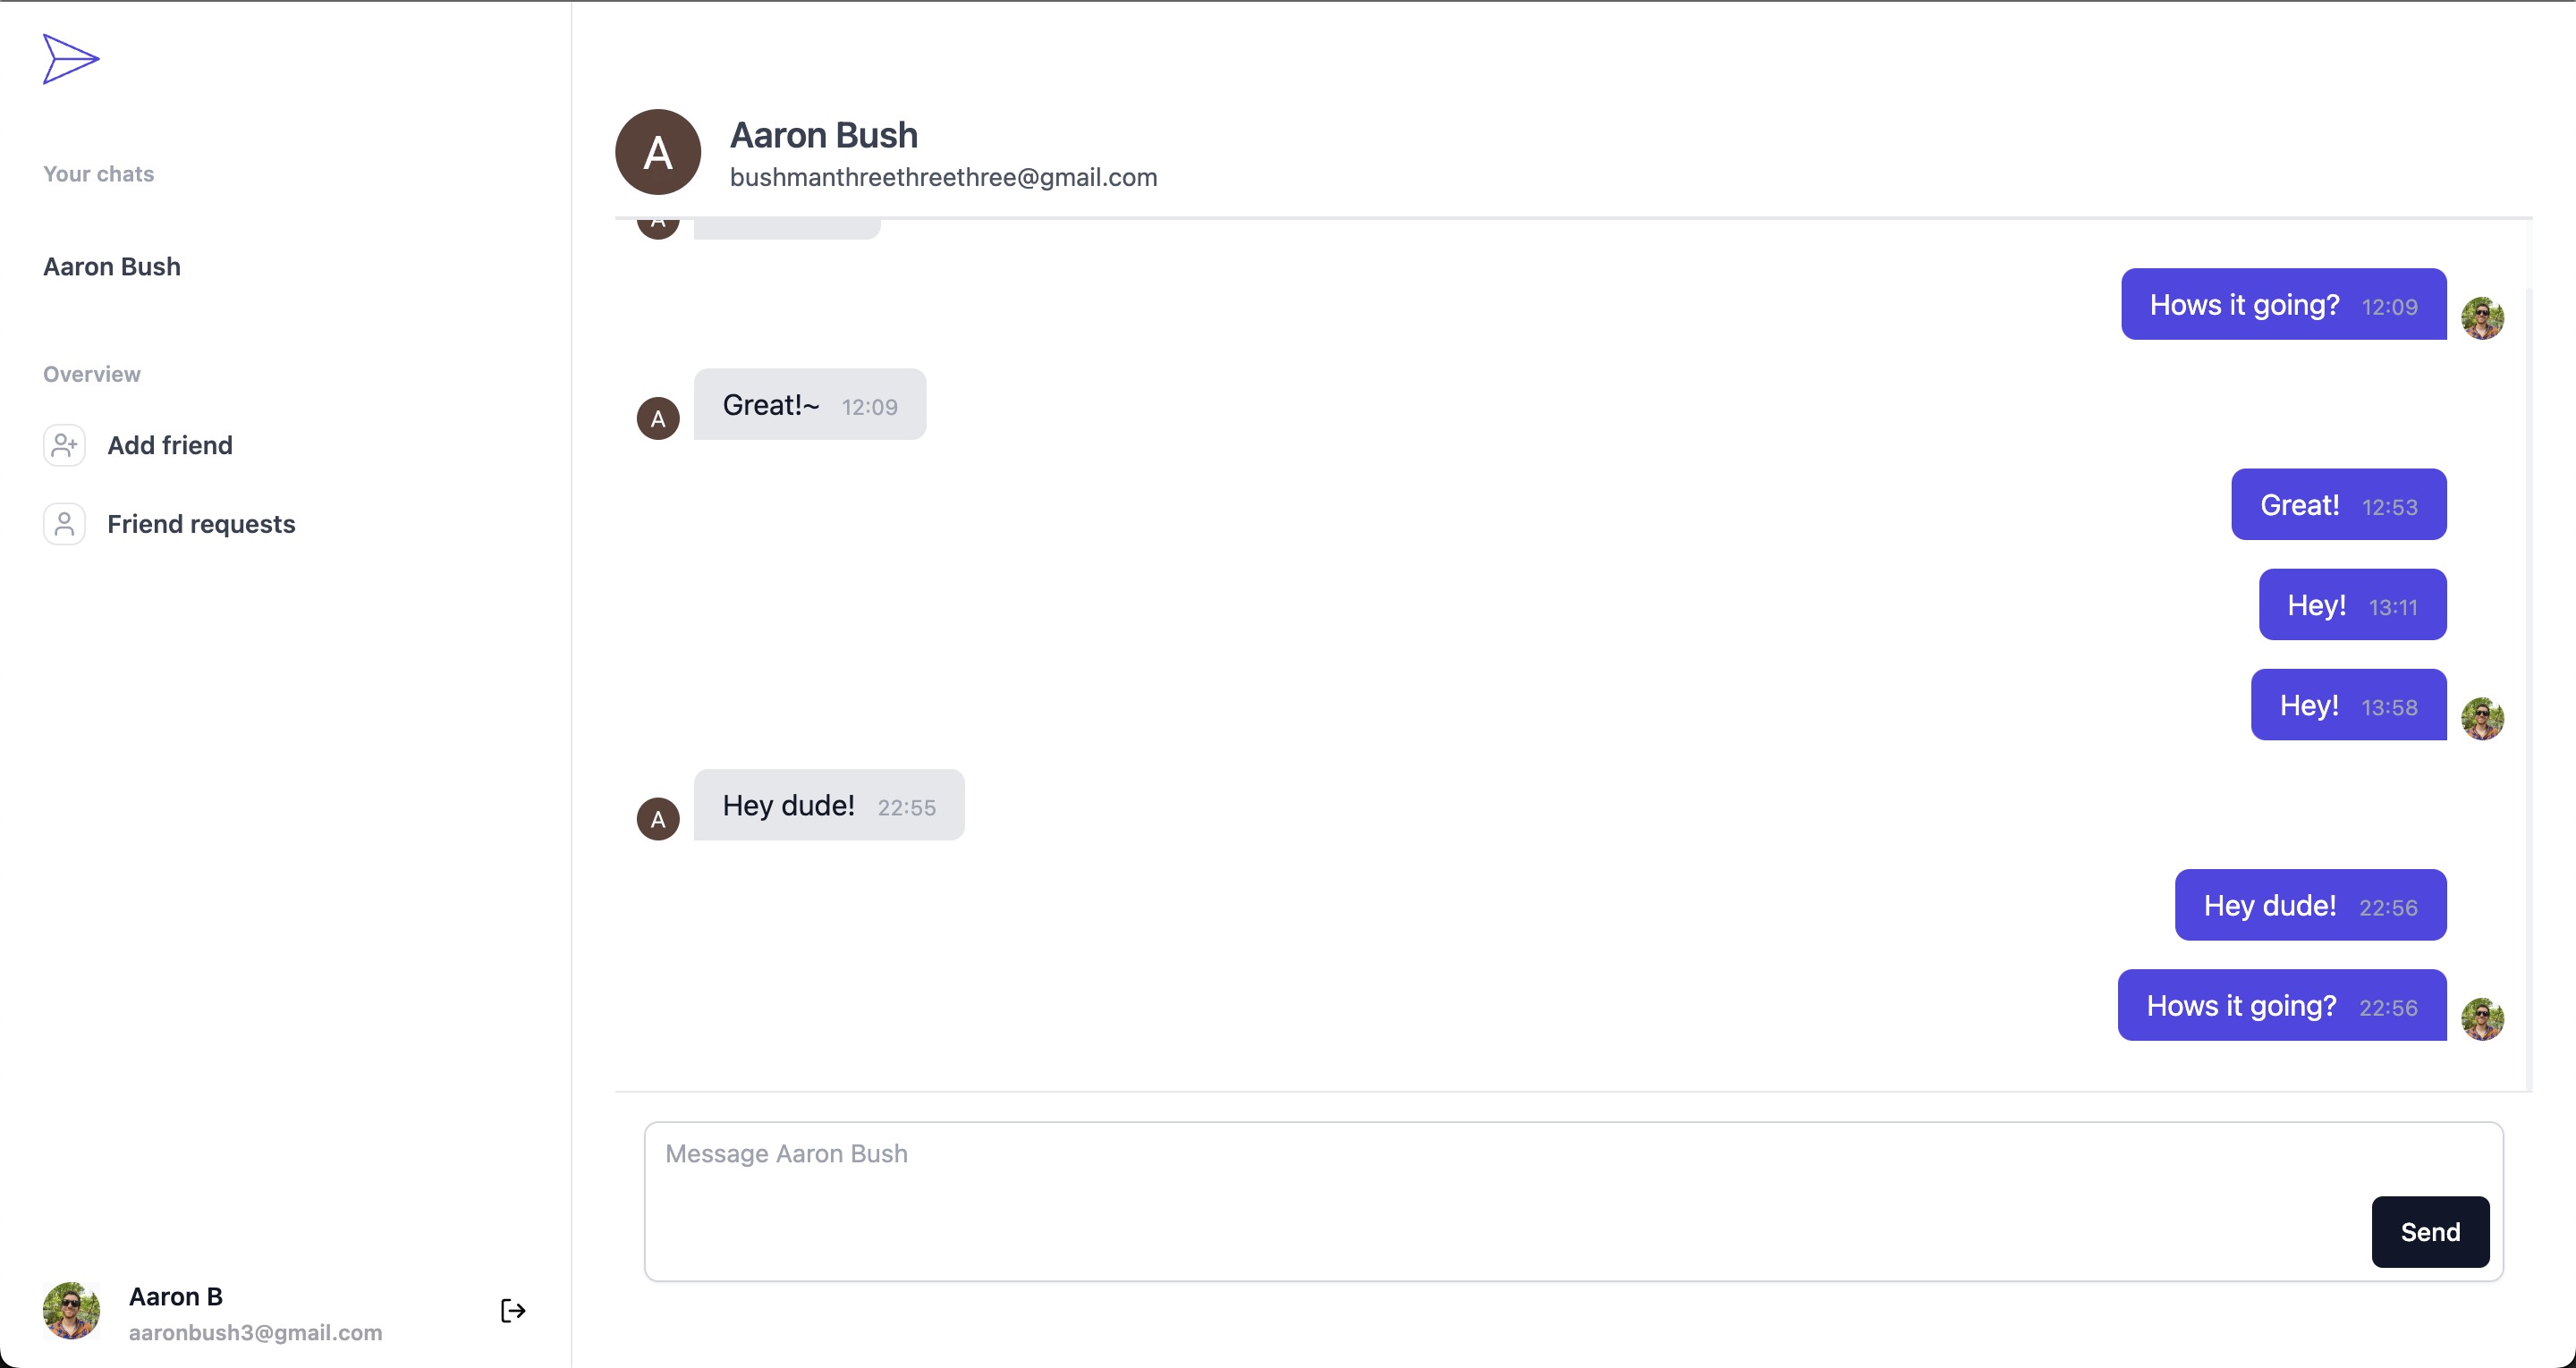 Your chats
Aaron Bush
Overview
Add friend
Friend requests
Aaron B
aaronbush3@gmail.com
A
Aaron Bush
bushmanthreethreethree@gmail.com
A
Hows it going? 12:09
A
Great!~ 12:09
Great! 12:53
Hey! 13:11
Hey! 13:58
A
Hey dude! 22:55
Hey dude! 22:56
Hows it going? 22:56
Message Aaron Bush
Send